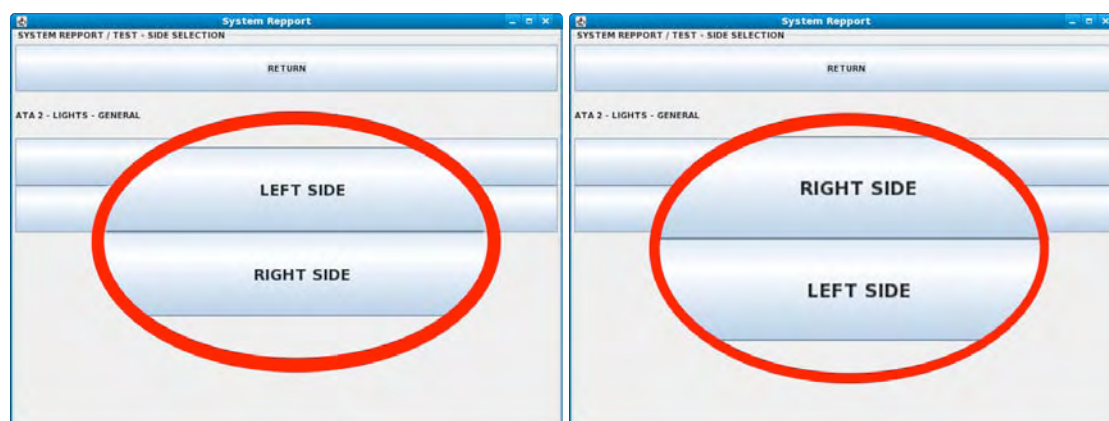 System Repport
SYSTEM REPPORT / TEST - SIDE SELECTION
RETURN
ATA 2 - LIGHTS - GENERAL
LEFT SIDE
RIGHT SIDE
System Repport
SYSTEM REPPORT / TEST - SIDE SELECTION
RETURN
ATA 2 - LIGHTS - GENERAL
RIGHT SIDE
LEFT SIDE